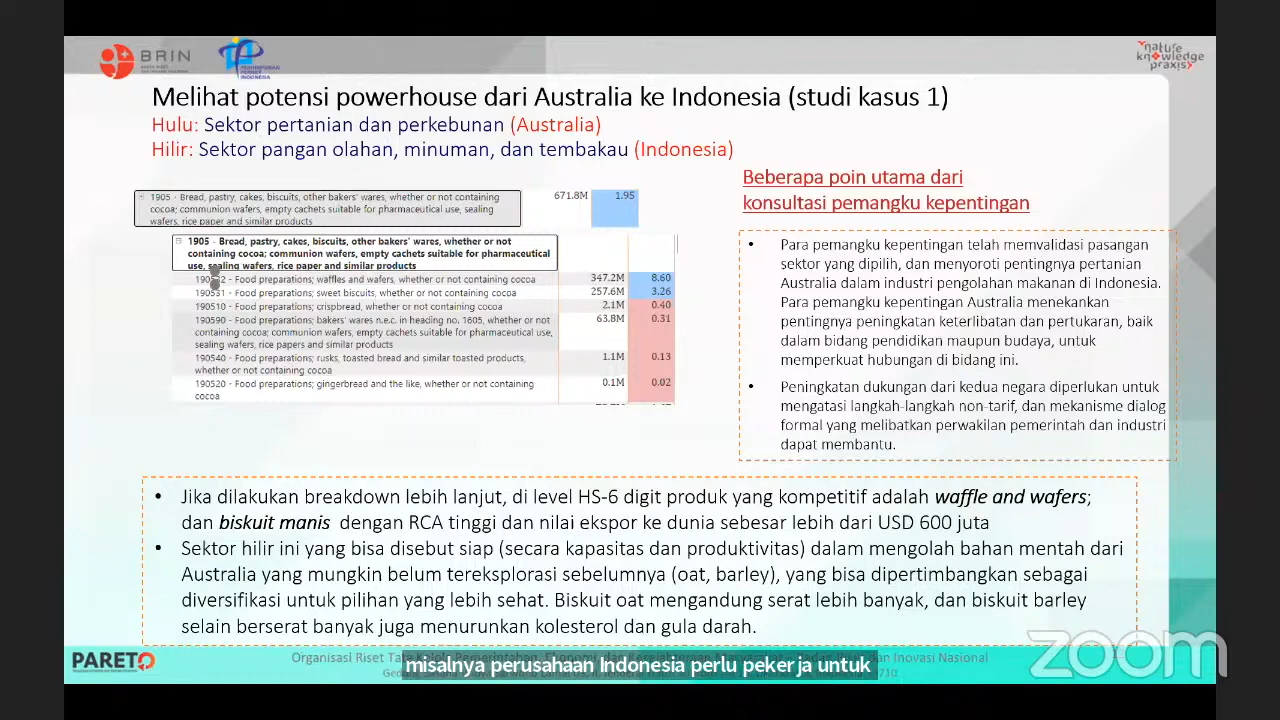 BRIN
PERHIMPUNAN
PERIset
INDONESIA
nature
knowledge
praxis
Melihat potensi powerhouse dari Australia ke Indonesia (studi kasus 1)
Hulu: Sektor pertanian dan perkebunan (Australia)
Hilir: Sektor pangan olahan, minuman, dan tembakau (Indonesia)
1905 - Bread, pastry, cakes, biscuits, other bakers' wares, whether or not containing 671.8M 1.95
cocoa; communion wafers, empty cachets suitable for pharmaceutical use, sealing
wafers, rice paper and similar products
1905 - Bread, pastry, cakes, biscuits, other bakers' wares, whether or not
containing cocoa; communion wafers, empty cachets suitable for pharmaceutical
use, sealing wafers, rice paper and similar products
Food preparations; waffles and wafers, whether or not containing cocoa 347.2M 8.60
190531 - Food preparations; sweet biscuits, whether or not containing cocoa 257.6M 3.26
190510 - Food preparations; crispbread, whether or not containing cocoa 2.1M 0.40
190590 - Food preparations; bakers' wares n.e.c. in heading no. 1605, whether or not 63.8M 0.31
containing cocoa; communion wafers, empty cachets suitable for pharmaceutical use,
sealing wafers, rice papers and similar products
190540 - Food preparations; rusks, toasted bread and similar toasted products, 1.1M 0.13
whether or not containing cocoa
190520 - Food preparations; gingerbread and the like, whether or not containing 0.1M 0.02
cocoa
Beberapa poin utama dari
konsultasi pemangku kepentingan
• Para pemangku kepentingan telah memvalidasi pasangan
sektor yang dipilih, dan menyoroti pentingnya pertanian
Australia dalam industri pengolahan makanan di Indonesia.
Para pemangku kepentingan Australia menekankan
pentingnya peningkatan keterlibatan dan pertukaran, baik
dalam bidang pendidikan maupun budaya, untuk
memperkuat hubungan di bidang ini.
• Peningkatan dukungan dari kedua negara diperlukan untuk
mengatasi langkah-langkah non-tarif, dan mekanisme dialog
formal yang melibatkan perwakilan pemerintah dan industri
dapat membantu.
• Jika dilakukan breakdown lebih lanjut, di level HS-6 digit produk yang kompetitif adalah waffle and wafers;
dan biskuit manis dengan RCA tinggi dan nilai ekspor ke dunia sebesar lebih dari USD 600 juta
• Sektor hilir ini yang bisa disebut siap (secara kapasitas dan produktivitas) dalam mengolah bahan mentah dari
Australia yang mungkin belum tereksplorasi sebelumnya (oat, barley), yang bisa dipertimbangkan sebagai
diversifikasi untuk pilihan yang lebih sehat. Biskuit oat mengandung serat lebih banyak, dan biskuit barley
selain berserat banyak juga menurunkan kolesterol dan gula darah.
PARETO
Organisasi Riset Tata dan Inovasi Nasional
misalnya perusahaan Indonesia perlu pekerja untuk
zoom